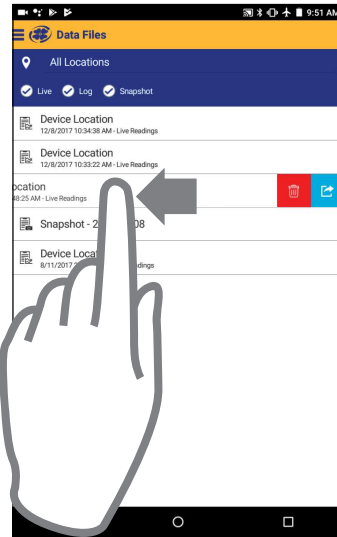 9:51 AM
Data Files
All Locations
Live Log Snapshot
Device Location
12/8/2017 10:34:38 AM - Live Readings
Device Location
12/8/2017 10:33:22 AM - Live Readings
ocation
48:25 AM - Live Readings
Snapshot - 2 08
Device Locat
8/11/2017 2 dings